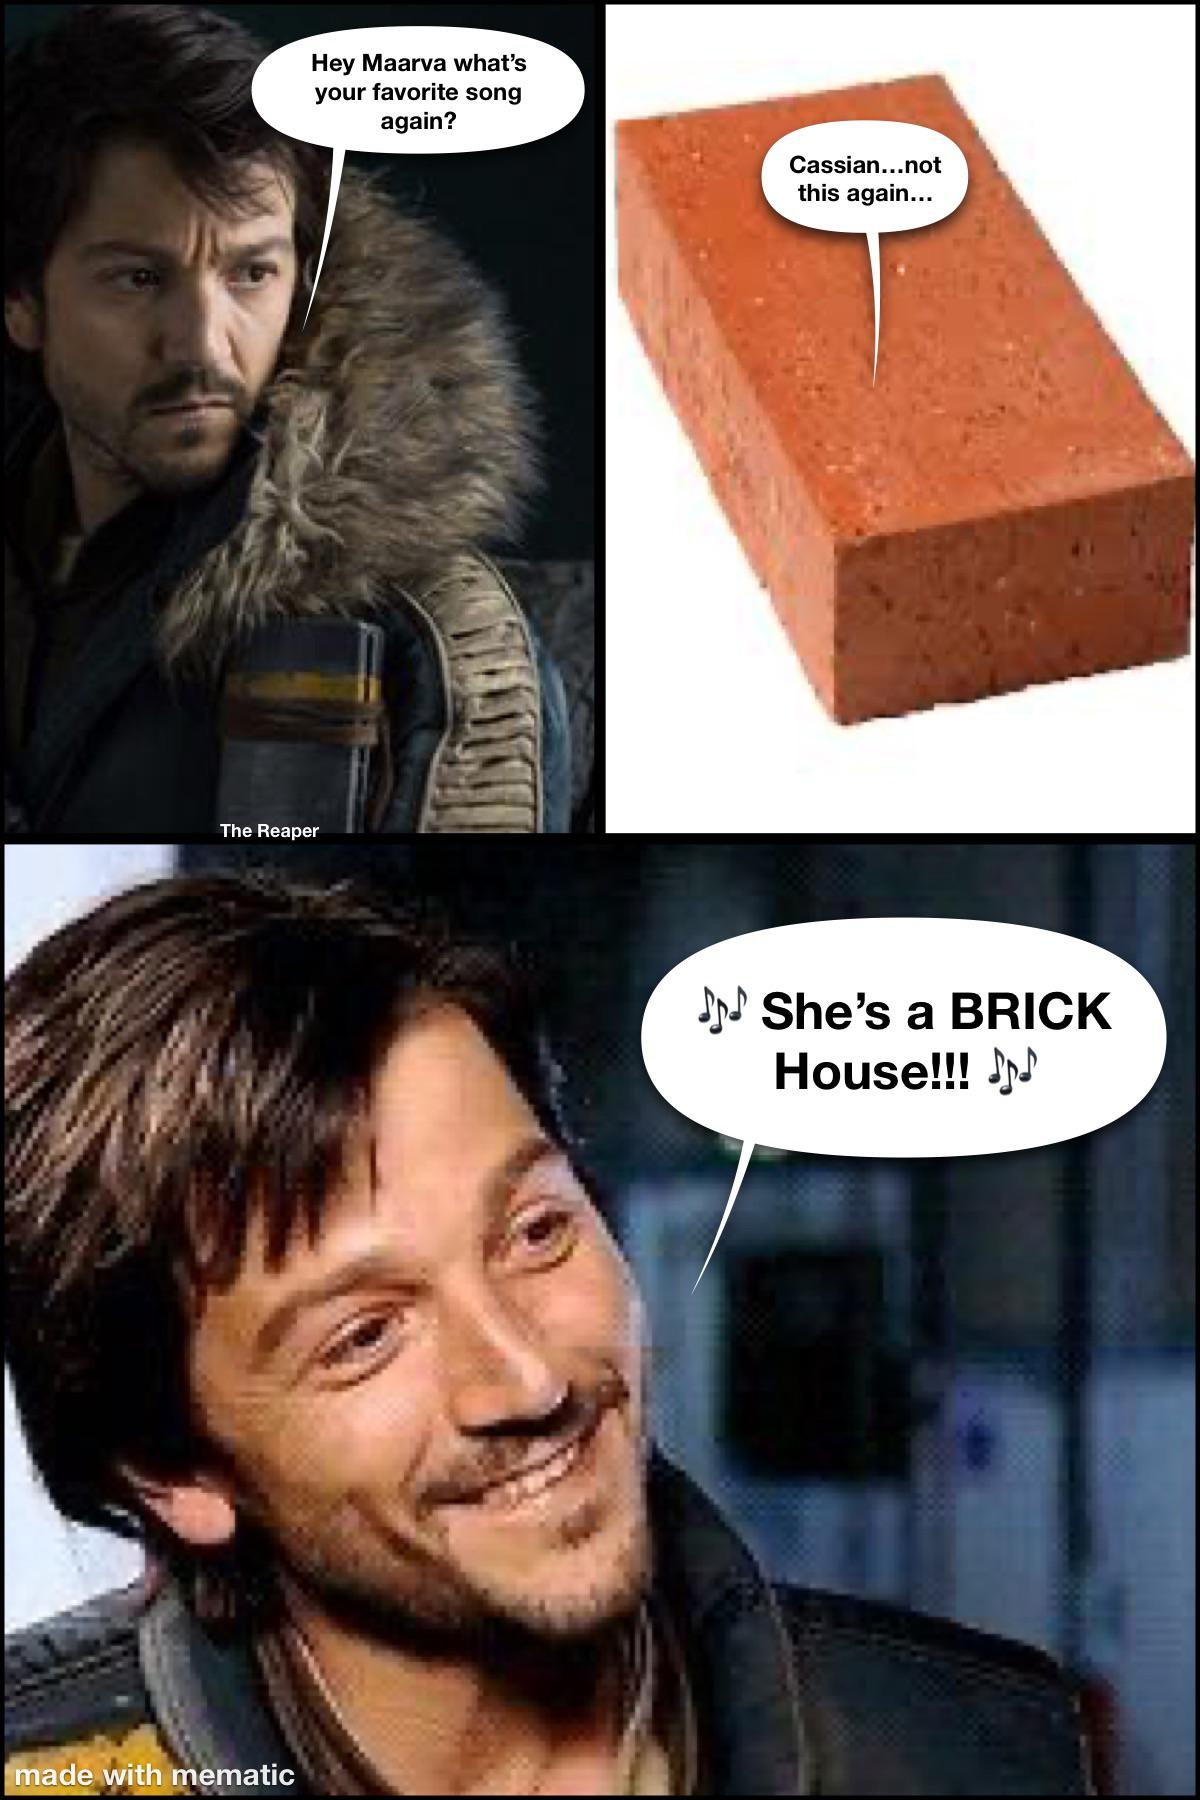 Hey Maarva what’s
your favorite song
again?
Cassian...not
this again...
The Reaper
🎶 She’s a BRICK
House!!! 🎶
made with mematic